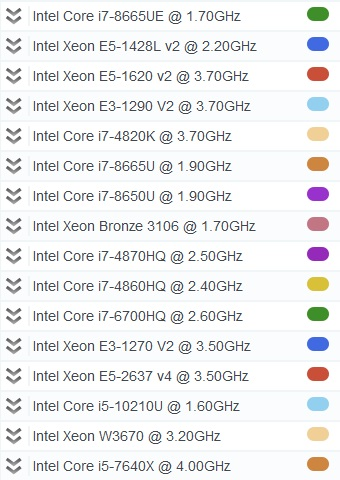 Intel Core i7-8665UE @ 1.70GHz
Intel Xeon E5-1428L v2 @ 2.20GHz
Intel Xeon E5-1620 v2 @ 3.70GHz
Intel Xeon E3-1290 V2 @ 3.70GHz
Intel Core i7-4820K @ 3.70GHz
Intel Core i7-8665U @ 1.90GHz
Intel Core i7-8650U @ 1.90GHz
Intel Xeon Bronze 3106 @ 1.70GHz
Intel Core i7-4870HQ @ 2.50GHz
Intel Core i7-4860HQ @ 2.40GHz
Intel Core i7-6700HQ @ 2.60GHz
Intel Xeon E3-1270 V2 @ 3.50GHz
Intel Xeon E5-2637 v4 @ 3.50GHz
Intel Core i5-10210U @ 1.60GHz
Intel Xeon W3670 @ 3.20GHz
Intel Core i5-7640X @ 4.00GHz